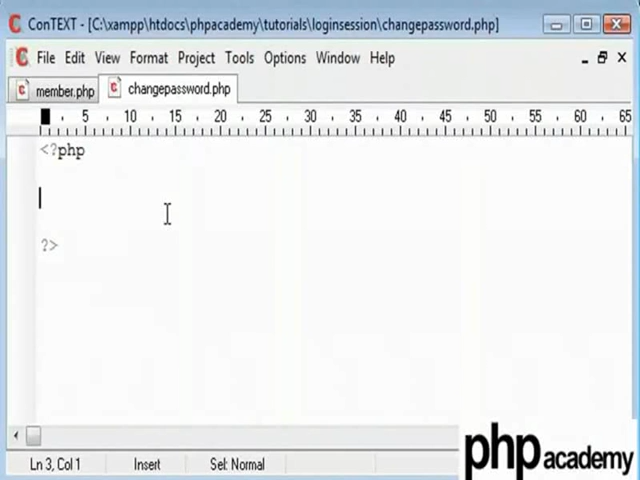 ConTEXT - [C:\xampp\htdocs\phpacademy\tutorials\loginsession\changepassword.php]
File Edit View Format Project Tools Options Window Help
member.php changepassword.php
5 10 15 20 25 30 35 40 45 50 55 60 65
<?php
?>
Ln 3, Col 1 Insert Sel: Normal
php academy